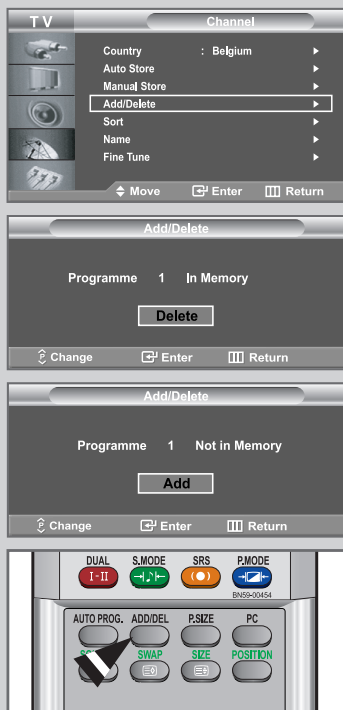 TV Channel
Country : Belgium
Auto Store
Manual Store
Add/Delete
Sort
Name
Fine Tune
Move Enter Return
Add/Delete
Programme 1 In Memory
Delete
Change Enter Return
Add/Delete
Programme 1 Not in Memory
Add
Change Enter Return
DUAL S.MODE SRS P.MODE
I-II
BN59-00454
AUTO PROG. ADD/DEL P.SIZE PC
SWAP SIZE POSITION